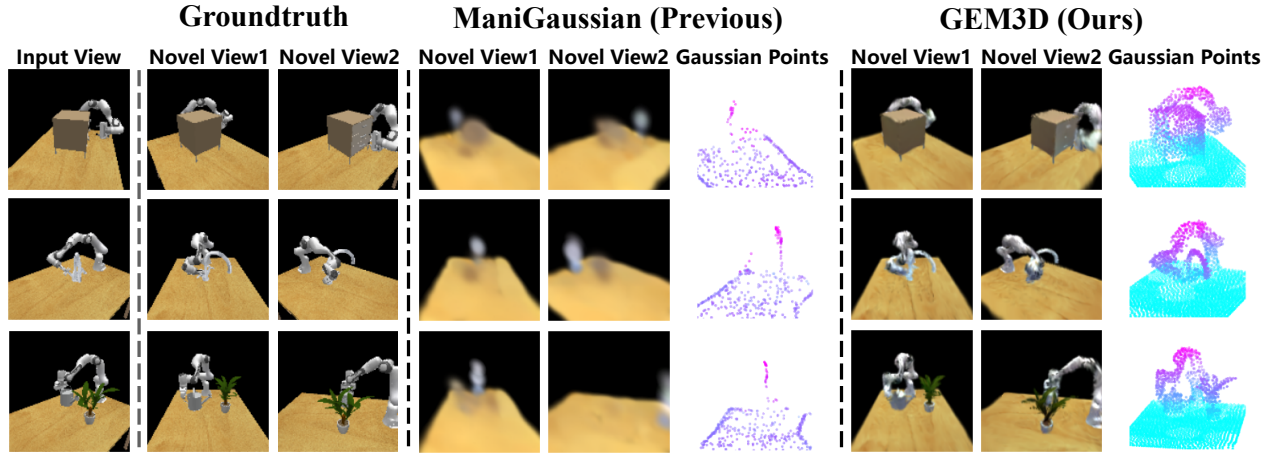 Groundtruth ManiGaussian (Previous) GEM3D (Ours)
Input View Novel View1 Novel View2 Novel View1 Novel View2 Gaussian Points Novel View1 Novel View2 Gaussian Points